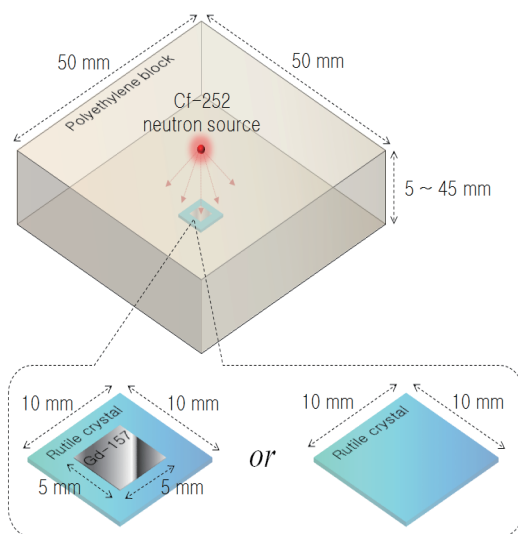 50 mm
50 mm
Polyethylene block
Cf-252
neutron source
5 ~ 45 mm
10 mm
10 mm
Rutile crystal
Gd-157
5 mm
5 mm
or
10 mm
10 mm
Rutile crystal